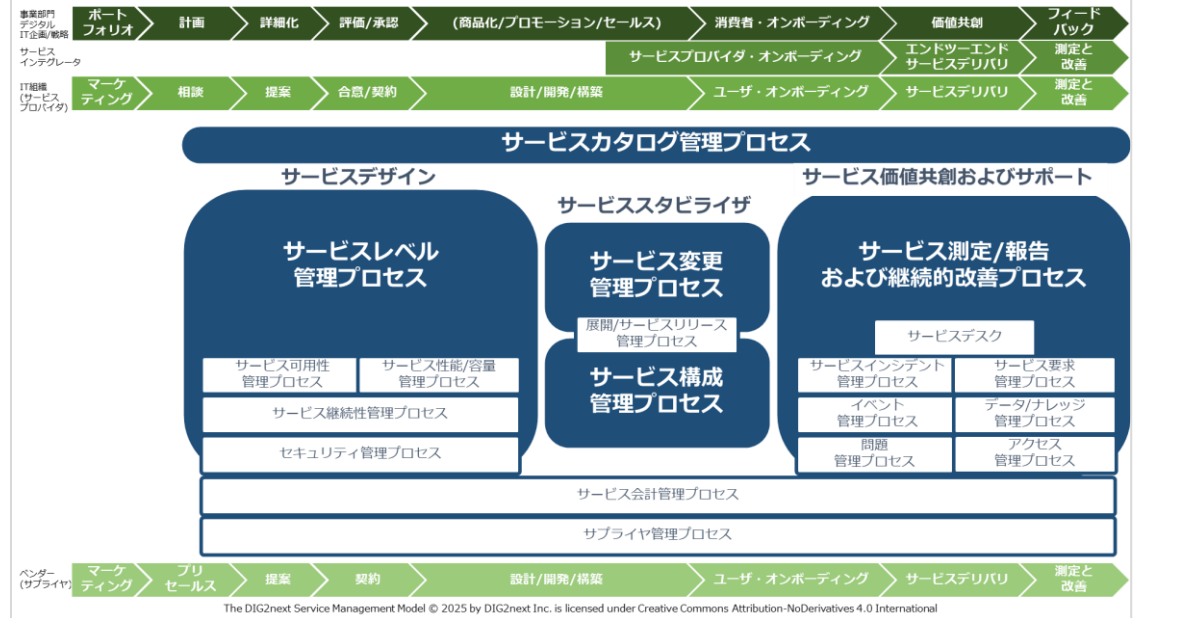 事業部門
デジタル
IT企画/戦略
ポート
フォリオ
計画
詳細化
評価/承認
(商品化/プロモーション/セールス)
消費者・オンボーディング
価値共創
フィード
バック
サービス
インテグレータ
サービスプロバイダ・オンボーディング
エンドツーエンド
サービスデリバリ
測定と
改善
IT組織
(サービス
プロバイダ)
マーケ
ティング
相談
提案
合意/契約
設計/開発/構築
ユーザ・オンボーディング
サービスデリバリ
測定と
改善
サービスカタログ管理プロセス
サービスデザイン
サービススタビライザ
サービス価値共創およびサポート
サービスレベル
管理プロセス
サービス可用性
管理プロセス
サービス性能/容量
管理プロセス
サービス継続性管理プロセス
セキュリティ管理プロセス
サービス変更
管理プロセス
展開/サービスリリース
管理プロセス
サービス構成
管理プロセス
サービス測定/報告
および継続的改善プロセス
サービスデスク
サービスインシデント
管理プロセス
サービス要求
管理プロセス
イベント
管理プロセス
データ/ナレッジ
管理プロセス
問題
管理プロセス
アクセス
管理プロセス
サービス会計管理プロセス
サプライヤ管理プロセス
ベンダー
(サプライヤ)
マーケ
ティング
プリ
セールス
提案
契約
設計/開発/構築
ユーザ・オンボーディング
サービスデリバリ
測定と
改善
The DIG2next Service Management Model © 2025 by DIG2next Inc. is licensed under Creative Commons Attribution-NoDerivatives 4.0 International